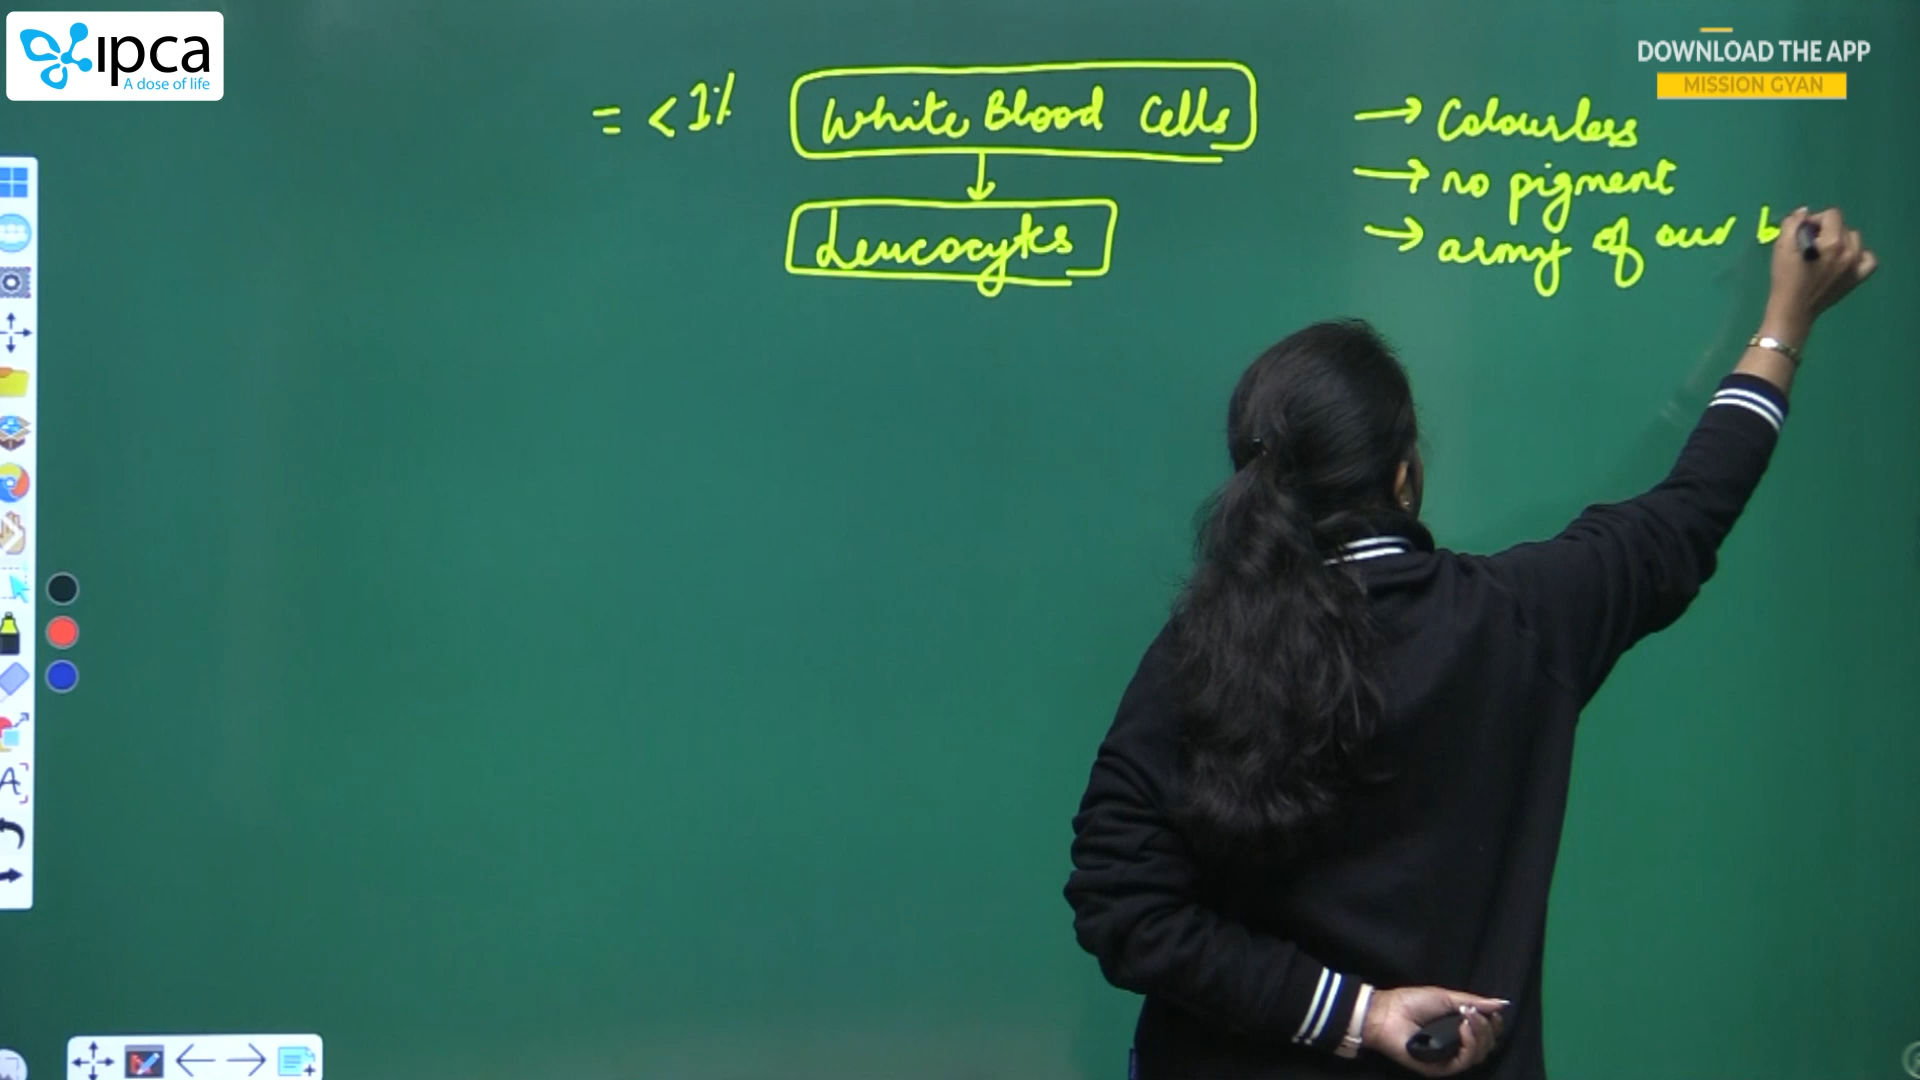 ipca
A dose of life
DOWNLOAD THE APP
MISSION GYAN
= <1% White Blood Cells
Leucocytes
→ Colourless
→ no pigment
→ army of our b